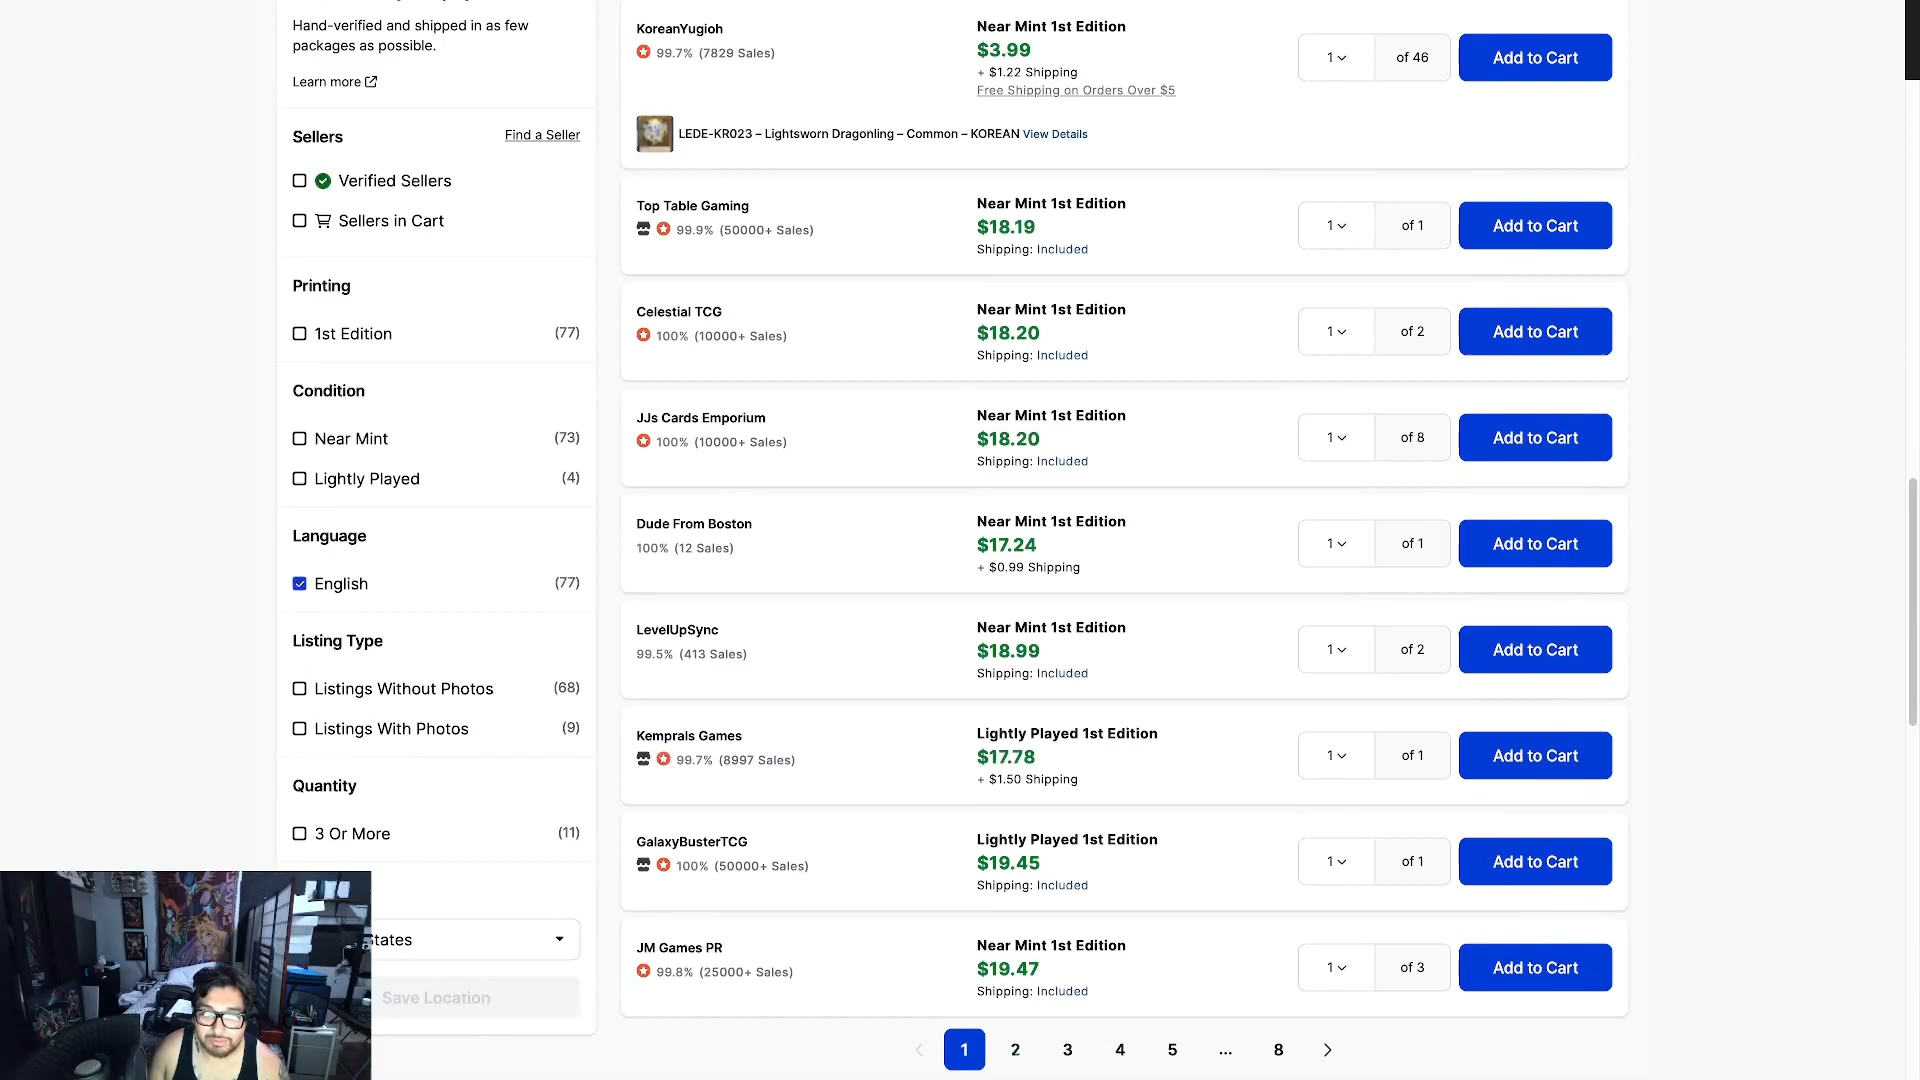 Hand-verified and shipped in as few
packages as possible.
Learn more
Sellers
Find a Seller
Verified Sellers
Sellers in Cart
Printing
1st Edition (77)
Condition
Near Mint (73)
Lightly Played (4)
Language
English (77)
Listing Type
Listings Without Photos (68)
Listings With Photos (9)
Quantity
3 Or More (11)
tates
Save Location
KoreanYugioh
99.7% (7829 Sales)
Near Mint 1st Edition
$3.99
+ $1.22 Shipping
Free Shipping on Orders Over $5
1 of 46
Add to Cart
LEDE-KR023 – Lightsworn Dragonling – Common – KOREAN View Details
Top Table Gaming
99.9% (50000+ Sales)
Near Mint 1st Edition
$18.19
Shipping: Included
1 of 1
Add to Cart
Celestial TCG
100% (10000+ Sales)
Near Mint 1st Edition
$18.20
Shipping: Included
1 of 2
Add to Cart
JJs Cards Emporium
100% (10000+ Sales)
Near Mint 1st Edition
$18.20
Shipping: Included
1 of 8
Add to Cart
Dude From Boston
100% (12 Sales)
Near Mint 1st Edition
$17.24
+ $0.99 Shipping
1 of 1
Add to Cart
LevelUpSync
99.5% (413 Sales)
Near Mint 1st Edition
$18.99
Shipping: Included
1 of 2
Add to Cart
Kemprals Games
99.7% (8997 Sales)
Lightly Played 1st Edition
$17.78
+ $1.50 Shipping
1 of 1
Add to Cart
GalaxyBusterTCG
100% (50000+ Sales)
Lightly Played 1st Edition
$19.45
Shipping: Included
1 of 1
Add to Cart
JM Games PR
99.8% (25000+ Sales)
Near Mint 1st Edition
$19.47
Shipping: Included
1 of 3
Add to Cart
1 2 3 4 5 ... 8